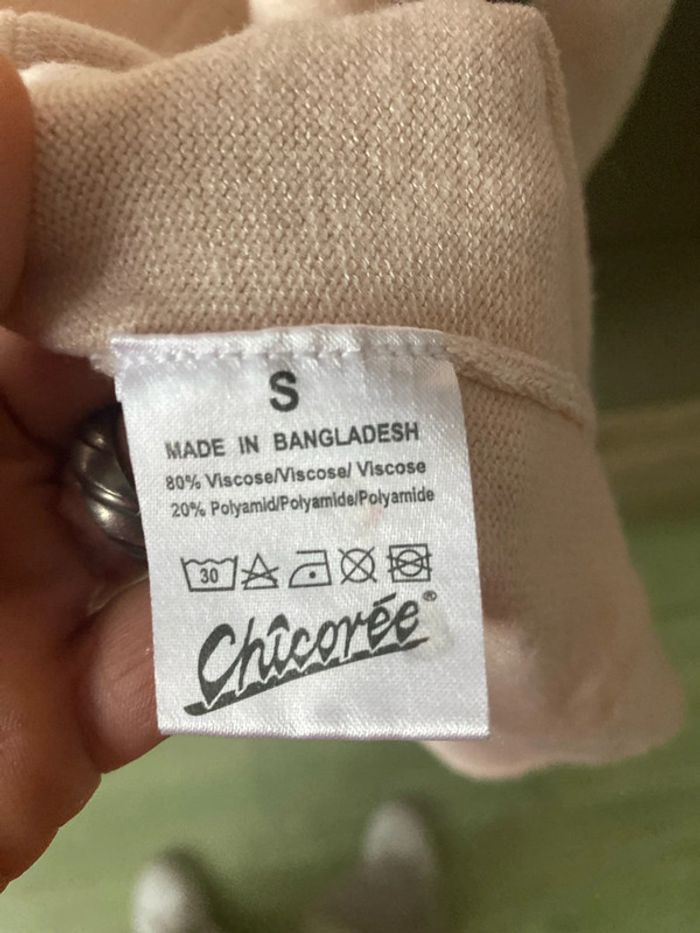 S
MADE IN BANGLADESH
80% Viscose/Viscose/ Viscose
20% Polyamid/Polyamide/Polyamide
30
Chîcorée®